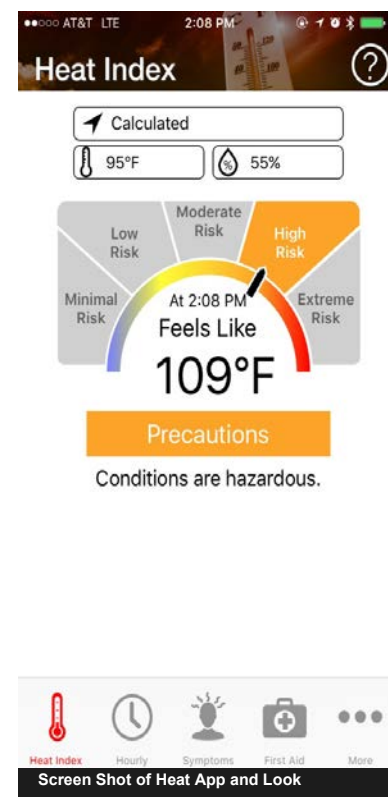 AT&T LTE 2:08 PM
Heat Index ?
Calculated
95°F % 55%
Minimal Risk
Low Risk
Moderate Risk
High Risk
Extreme Risk
At 2:08 PM
Feels Like
109°F
Precautions
Conditions are hazardous.
Heat Index Hourly Symptoms First Aid More
Screen Shot of Heat App and Look